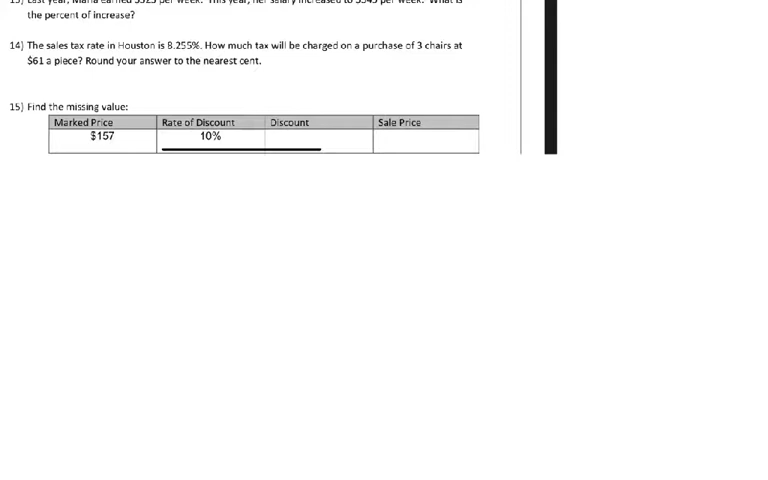 the percent of increase?
14) The sales tax rate in Houston is 8.255%. How much tax will be charged on a purchase of 3 chairs at
$61 a piece? Round your answer to the nearest cent.
15) Find the missing value:
Marked Price Rate of Discount Discount Sale Price
$157 10%